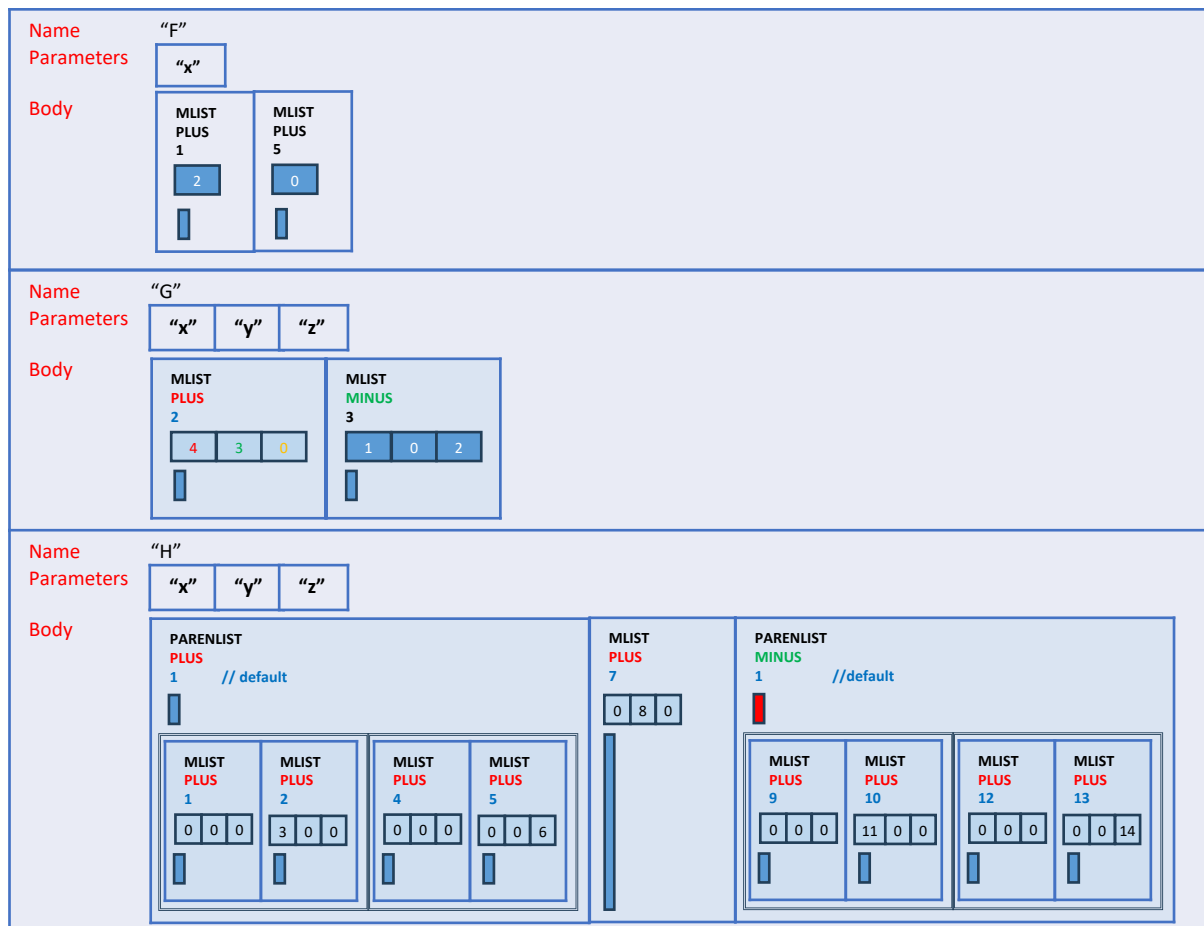 Name “F”
Parameters “x”
Body
MLIST MLIST
PLUS PLUS
1 5
2 0
Name “G”
Parameters “x” “y” “z”
Body
MLIST MLIST
PLUS MINUS
2 3
4 3 0 1 0 2
Name “H”
Parameters “x” “y” “z”
Body
PARENLIST MLIST PARENLIST
PLUS PLUS MINUS
1 // default 7 1 //default
0 8 0
MLIST MLIST MLIST MLIST MLIST MLIST MLIST MLIST
PLUS PLUS PLUS PLUS PLUS PLUS PLUS PLUS
1 2 4 5 9 10 12 13
0 0 0 3 0 0 0 0 0 0 0 6 0 0 0 11 0 0 0 0 0 0 0 14